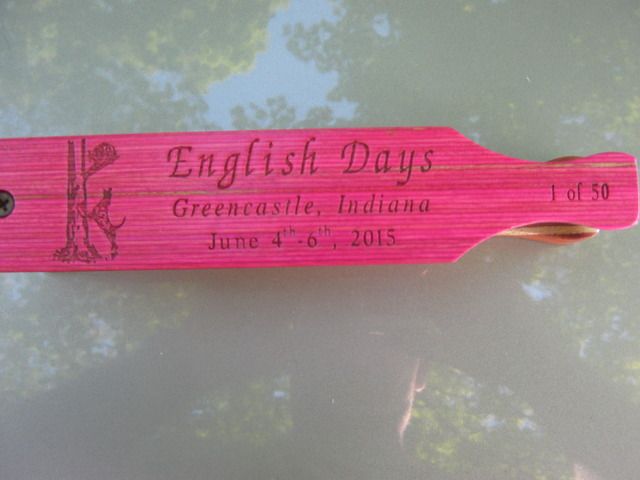 English Days
Greencastle, Indiana
June 4th-6th, 2015
1 of 50